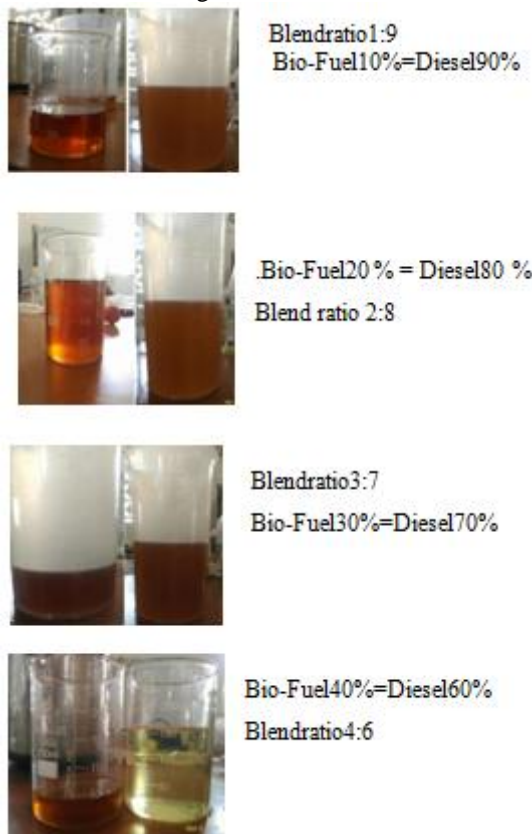 Blendratio1:9
Bio-Fuel10%=Diesel90%
.Bio-Fuel20 % = Diesel80 %
Blend ratio 2:8
Blendratio3:7
Bio-Fuel30%=Diesel70%
Bio-Fuel40%=Diesel60%
Blendratio4:6